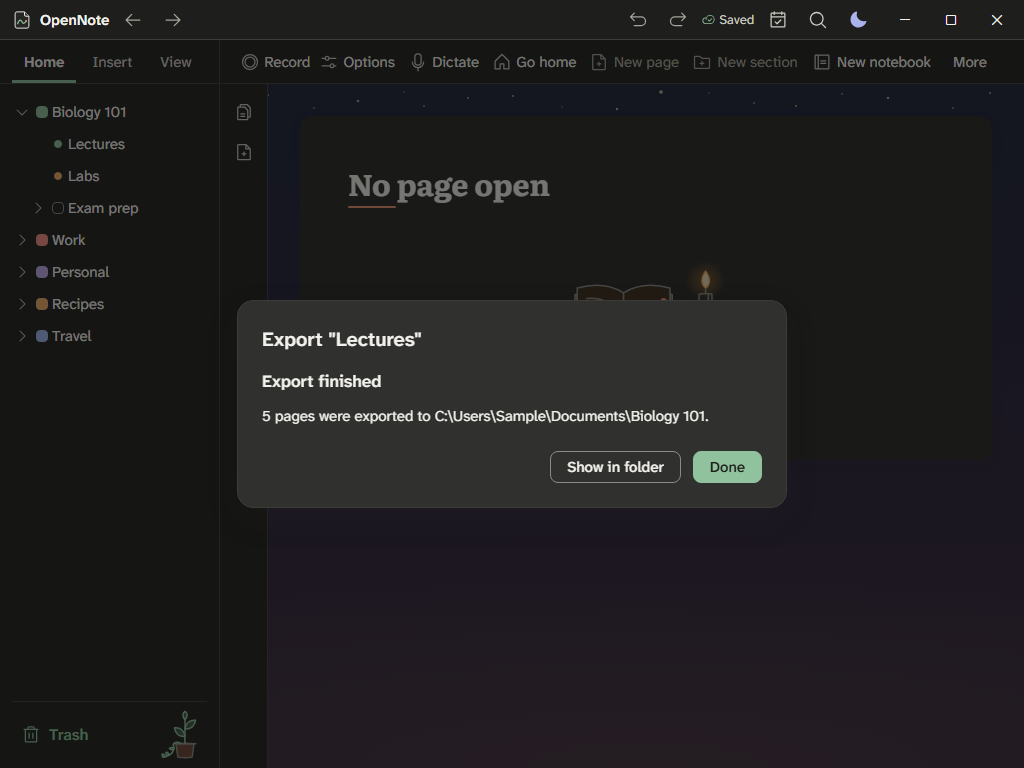 OpenNote
Saved
Home Insert View
Record Options Dictate Go home New page New section New notebook More
Biology 101
Lectures
Labs
Exam prep
Work
Personal
Recipes
Travel
No page open
Export "Lectures"
Export finished
5 pages were exported to C:\Users\Sample\Documents\Biology 101.
Show in folder Done
Trash